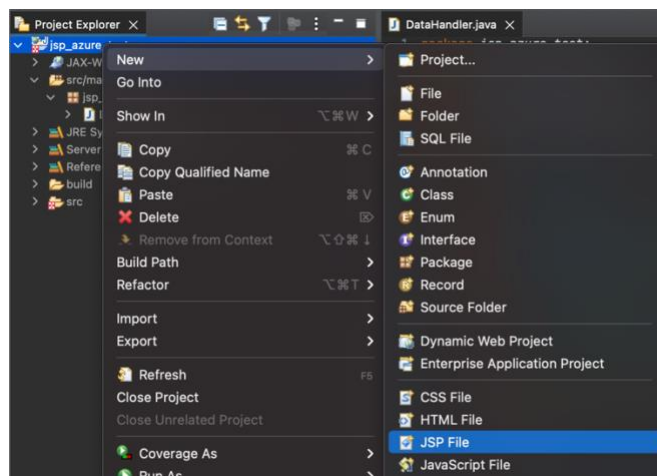 Project Explorer
DataHandler.java
jsp_azure
New
Project...
JAX-W
Go Into
src/ma
File
jsp_
Folder
Show In ⌥⌘W
SQL File
JRE Sy
Server
Copy ⌘C
Refere
Copy Qualified Name
Annotation
build
Paste ⌘V
Class
src
Delete ⌦
Enum
Remove from Context ⌥⇧⌘↓
Interface
Build Path
Package
Refactor ⌥⌘T
Record
Source Folder
Import
Export
Dynamic Web Project
Enterprise Application Project
Refresh F5
Close Project
CSS File
Close Unrelated Project
HTML File
JSP File
Coverage As
JavaScript File
Run As